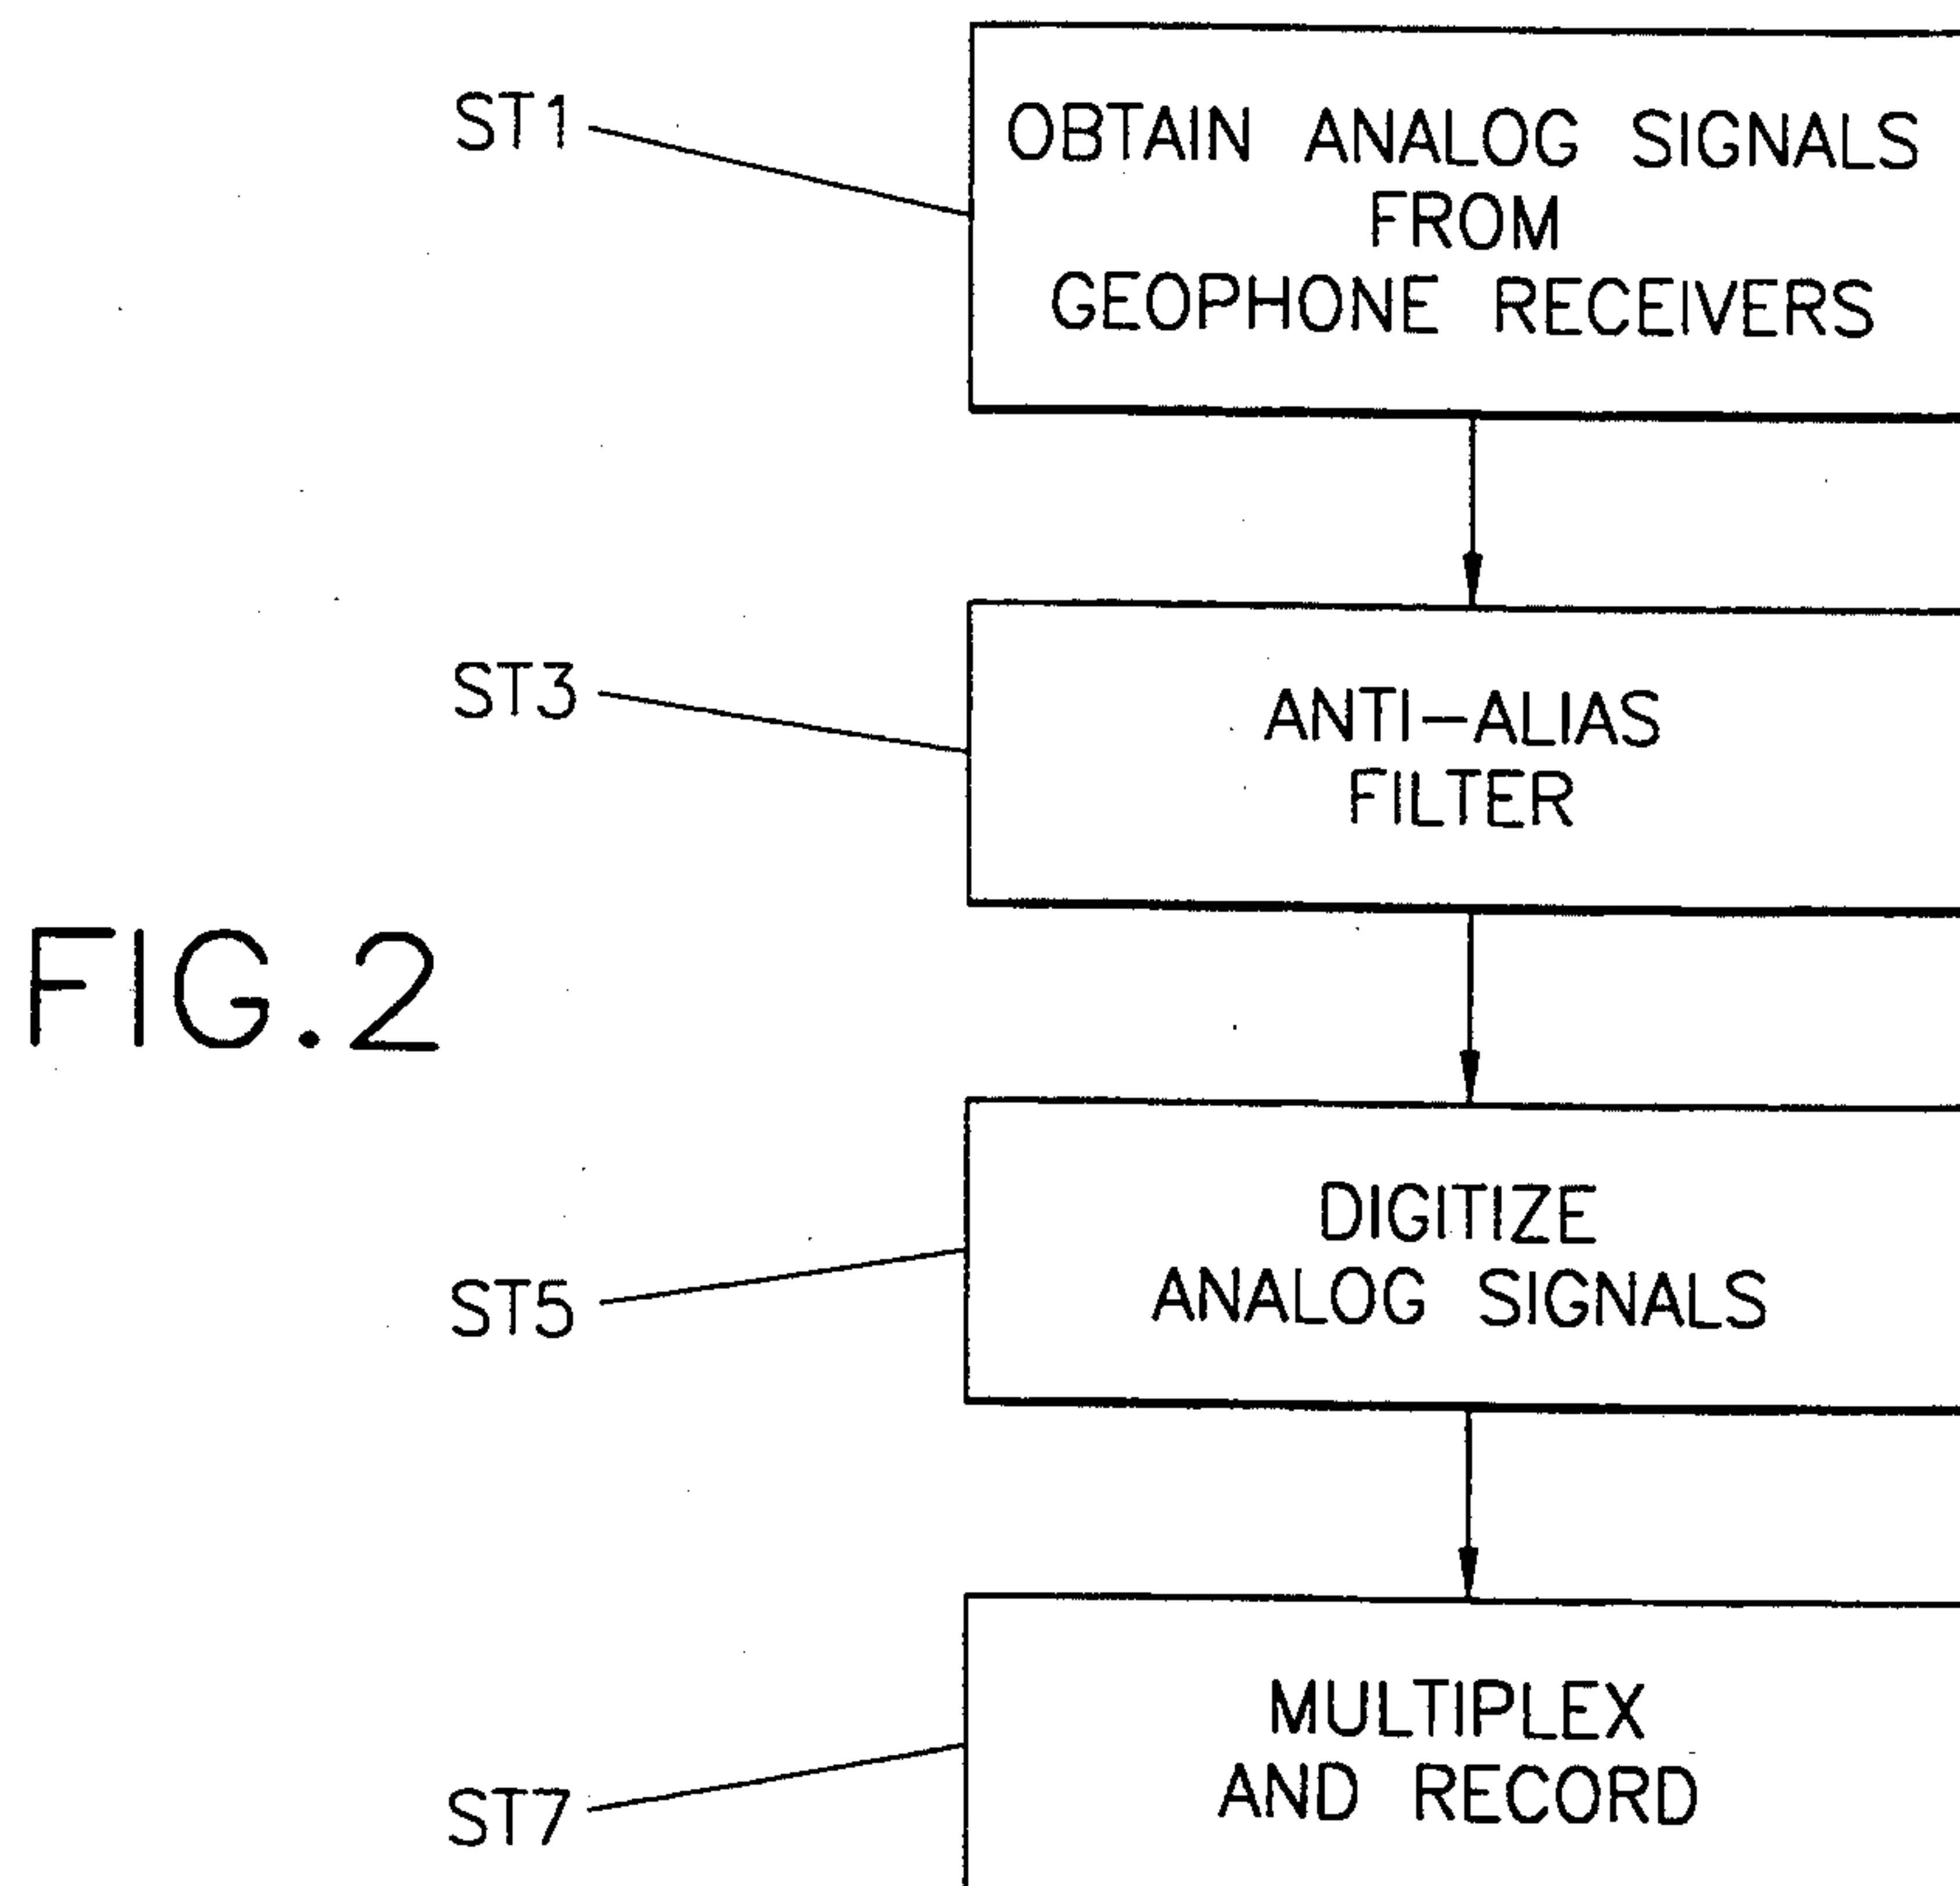 ST1
OBTAIN ANALOG SIGNALS
FROM
GEOPHONE RECEIVERS
ST3
ANTI-ALIAS
FILTER
FIG.2
DIGITIZE
ANALOG SIGNALS
ST5
MULTIPLEX
AND RECORD
ST7